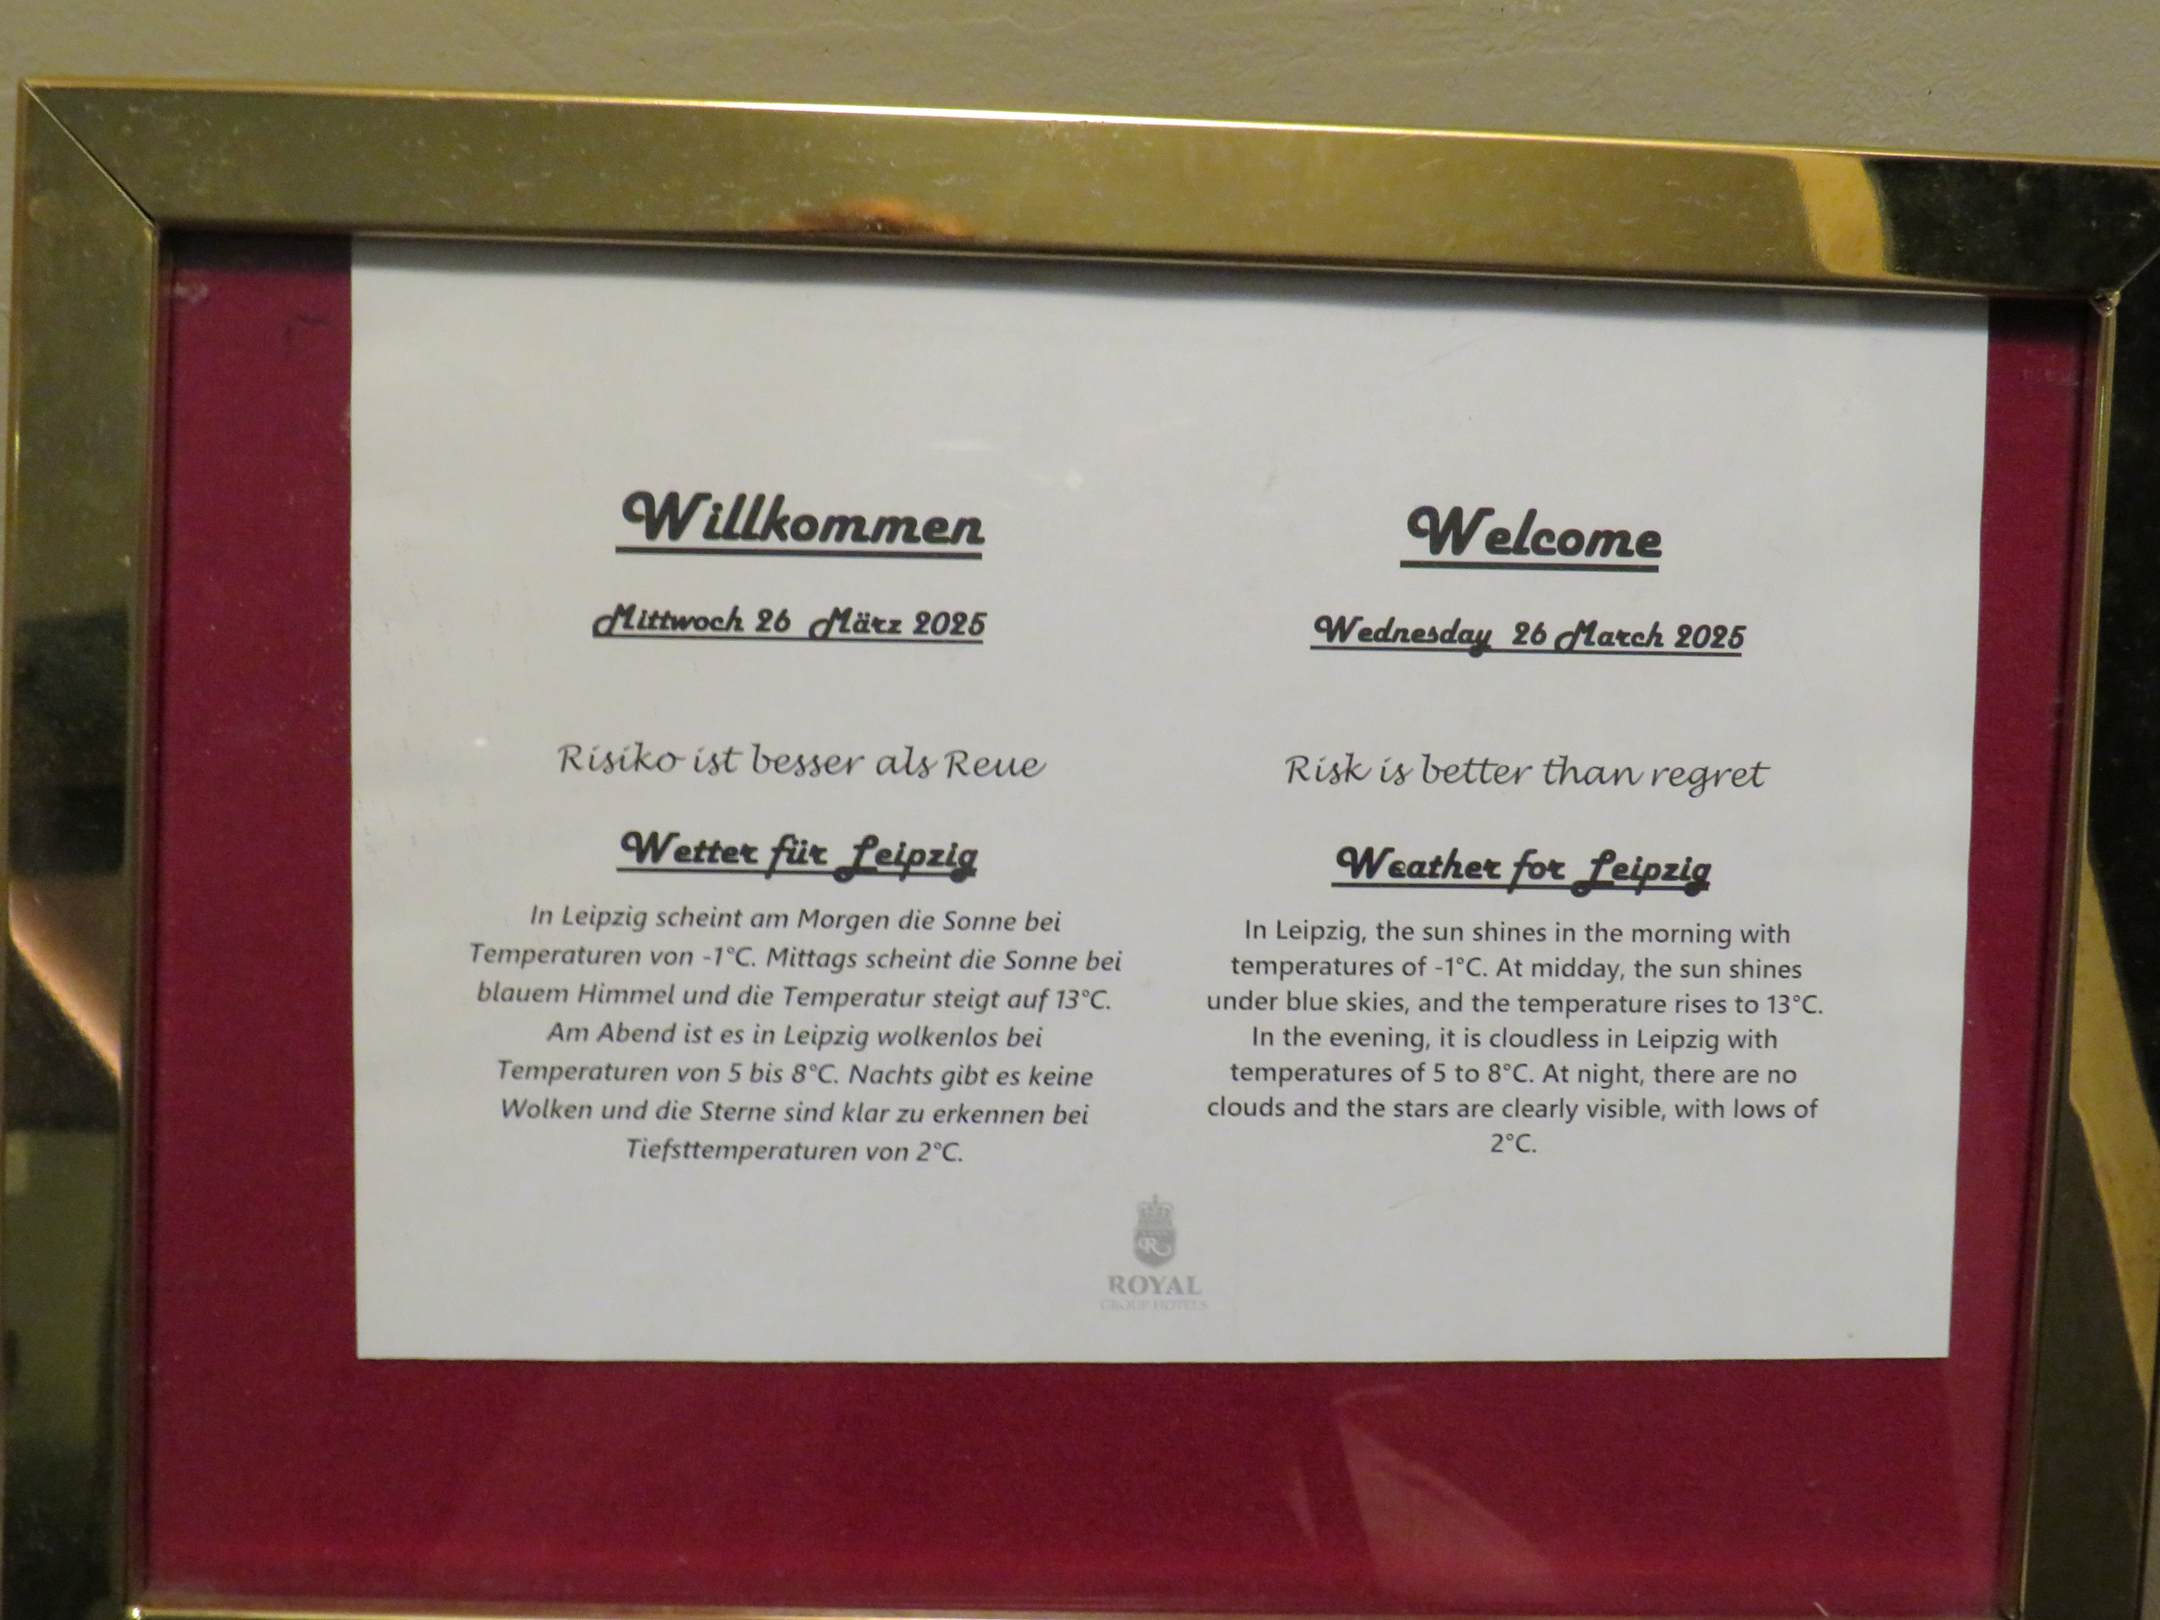 Willkommen
Mittwoch 26 März 2025
Risiko ist besser als Reue
Wetter für Leipzig
In Leipzig scheint am Morgen die Sonne bei
Temperaturen von -1°C. Mittags scheint die Sonne bei
blauem Himmel und die Temperatur steigt auf 13°C.
Am Abend ist es in Leipzig wolkenlos bei
Temperaturen von 5 bis 8°C. Nachts gibt es keine
Wolken und die Sterne sind klar zu erkennen bei
Tiefsttemperaturen von 2°C.
Welcome
Wednesday 26 March 2025
Risk is better than regret
Weather for Leipzig
In Leipzig, the sun shines in the morning with
temperatures of -1°C. At midday, the sun shines
under blue skies, and the temperature rises to 13°C.
In the evening, it is cloudless in Leipzig with
temperatures of 5 to 8°C. At night, there are no
clouds and the stars are clearly visible, with lows of
2°C.
R
ROYAL
GROUP HOTELS